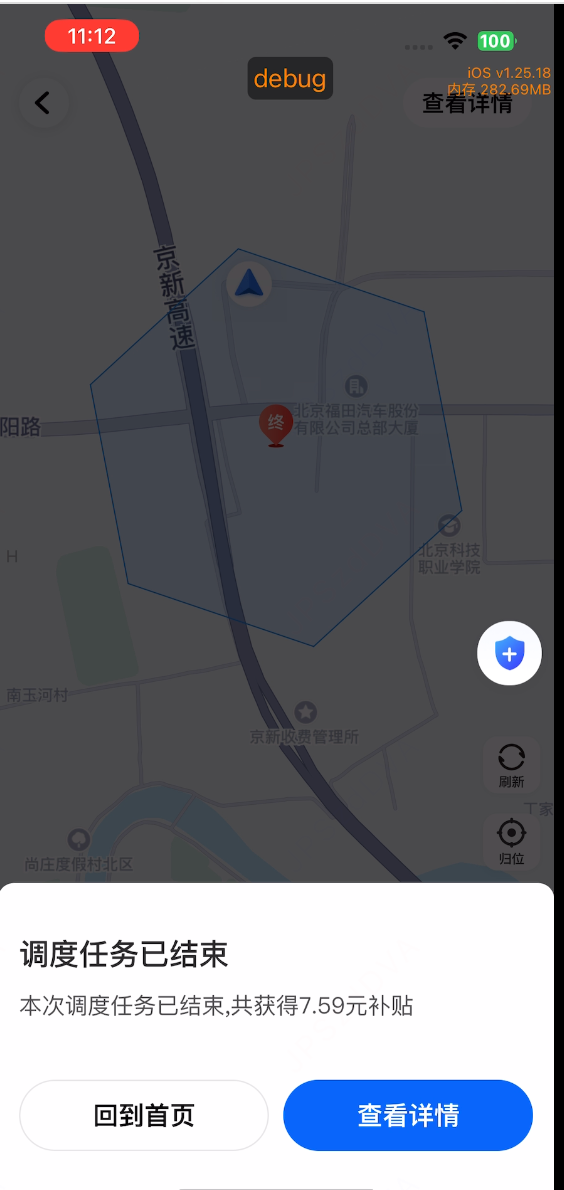 11:12
100
debug
iOS v1.25.18
内存 282.69MB
查看详情
京新高速
阳路
终
北京福田汽车股份
有限公司总部大厦
北京科技
职业学院
H
南玉河村
京新收费管理所
刷新
丁家
归位
尚庄度假村北区
调度任务已结束
本次调度任务已结束,共获得7.59元补贴
回到首页
查看详情